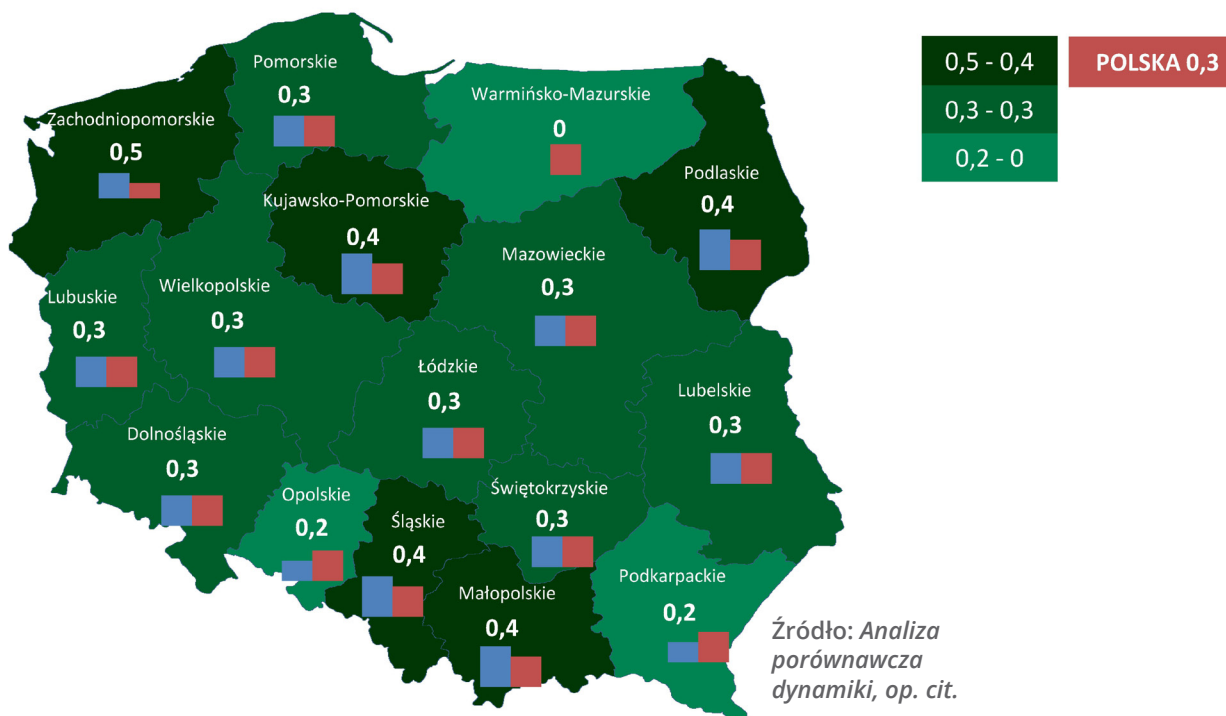 Pomorskie
0,3
Warmińsko-Mazurskie
0
Zachodniopomorskie
0,5
Podlaskie
0,4
Kujawsko-Pomorskie
0,4
Mazowieckie
0,3
Lubuskie
0,3
Wielkopolskie
0,3
Łódzkie
0,3
Lubelskie
0,3
Dolnośląskie
0,3
Opolskie
0,2
Śląskie
0,4
Świętokrzyskie
0,3
Małopolskie
0,4
Podkarpackie
0,2
0,5 - 0,4
0,3 - 0,3
0,2 - 0
POLSKA 0,3
Źródło: Analiza
porównawcza
dynamiki, op. cit.